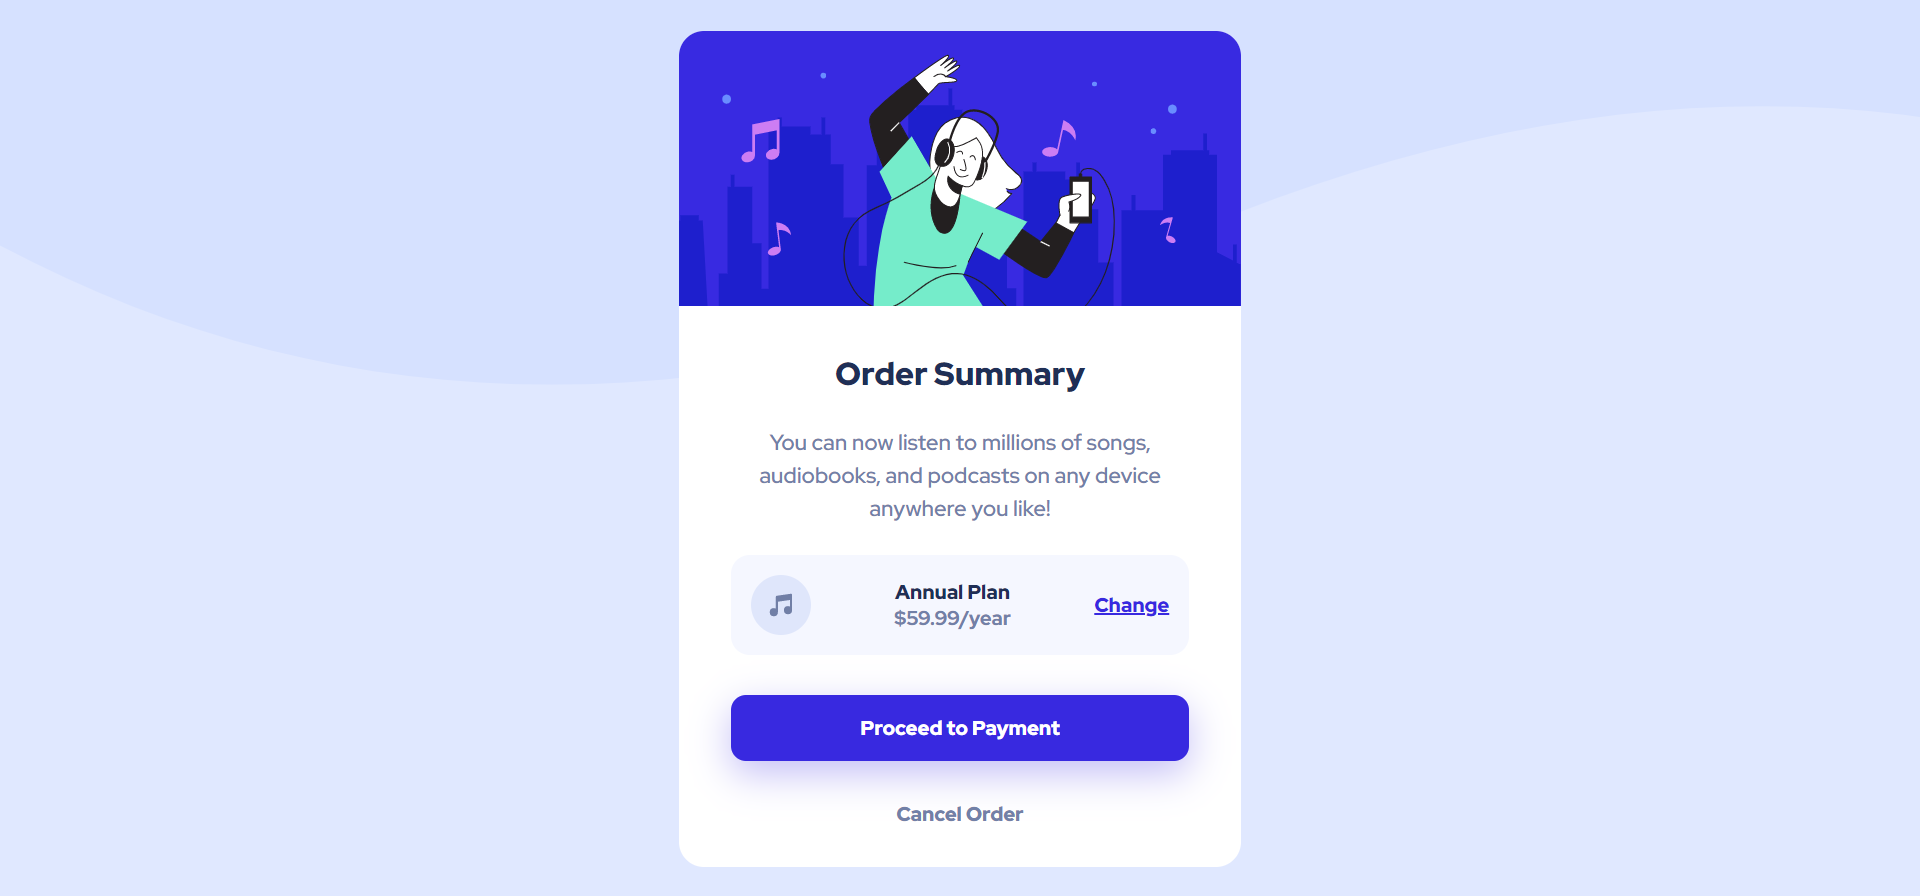 Order Summary
You can now listen to millions of songs,
audiobooks, and podcasts on any device
anywhere you like!
Annual Plan
$59.99/year
Change
Proceed to Payment
Cancel Order